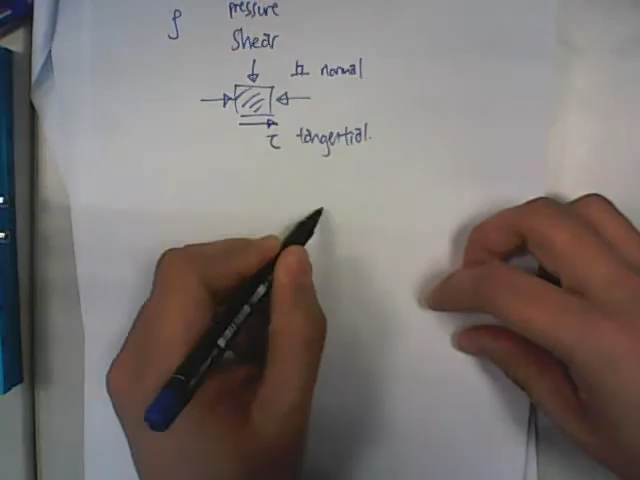 ρ pressure
shear
⊥ normal
τ tangential.